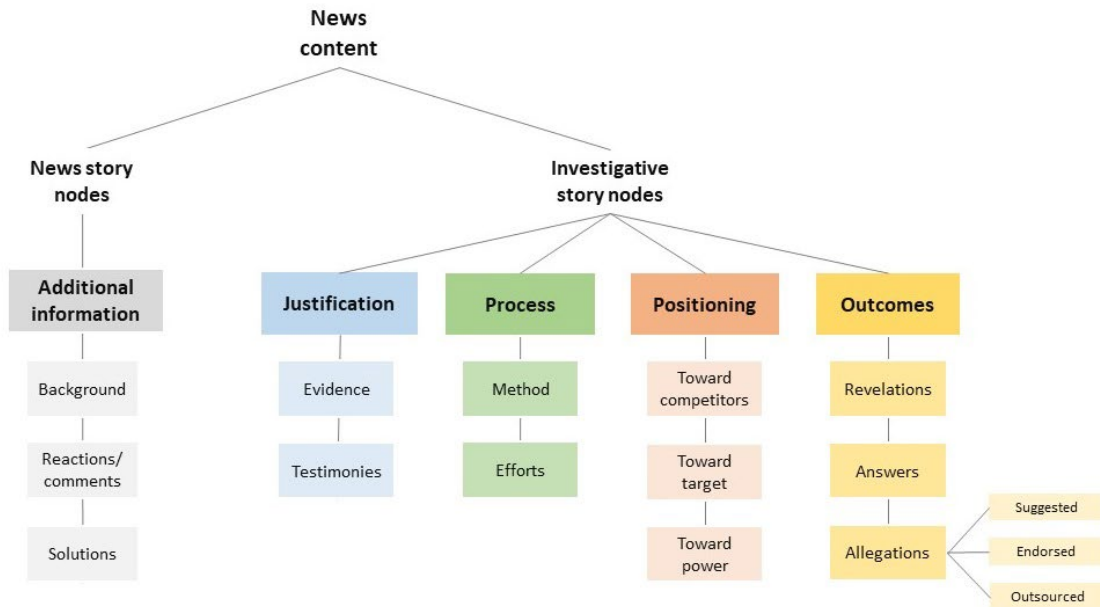 News
content
News story
nodes
Investigative
story nodes
Additional
information
Justification
Process
Positioning
Outcomes
Background
Evidence
Method
Toward
competitors
Revelations
Reactions/
comments
Testimonies
Efforts
Toward
target
Answers
Solutions
Toward
power
Allegations
Suggested
Endorsed
Outsourced